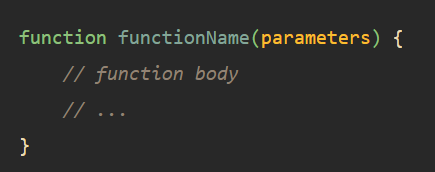 function functionName(parameters) {
    // function body
    // ...
}